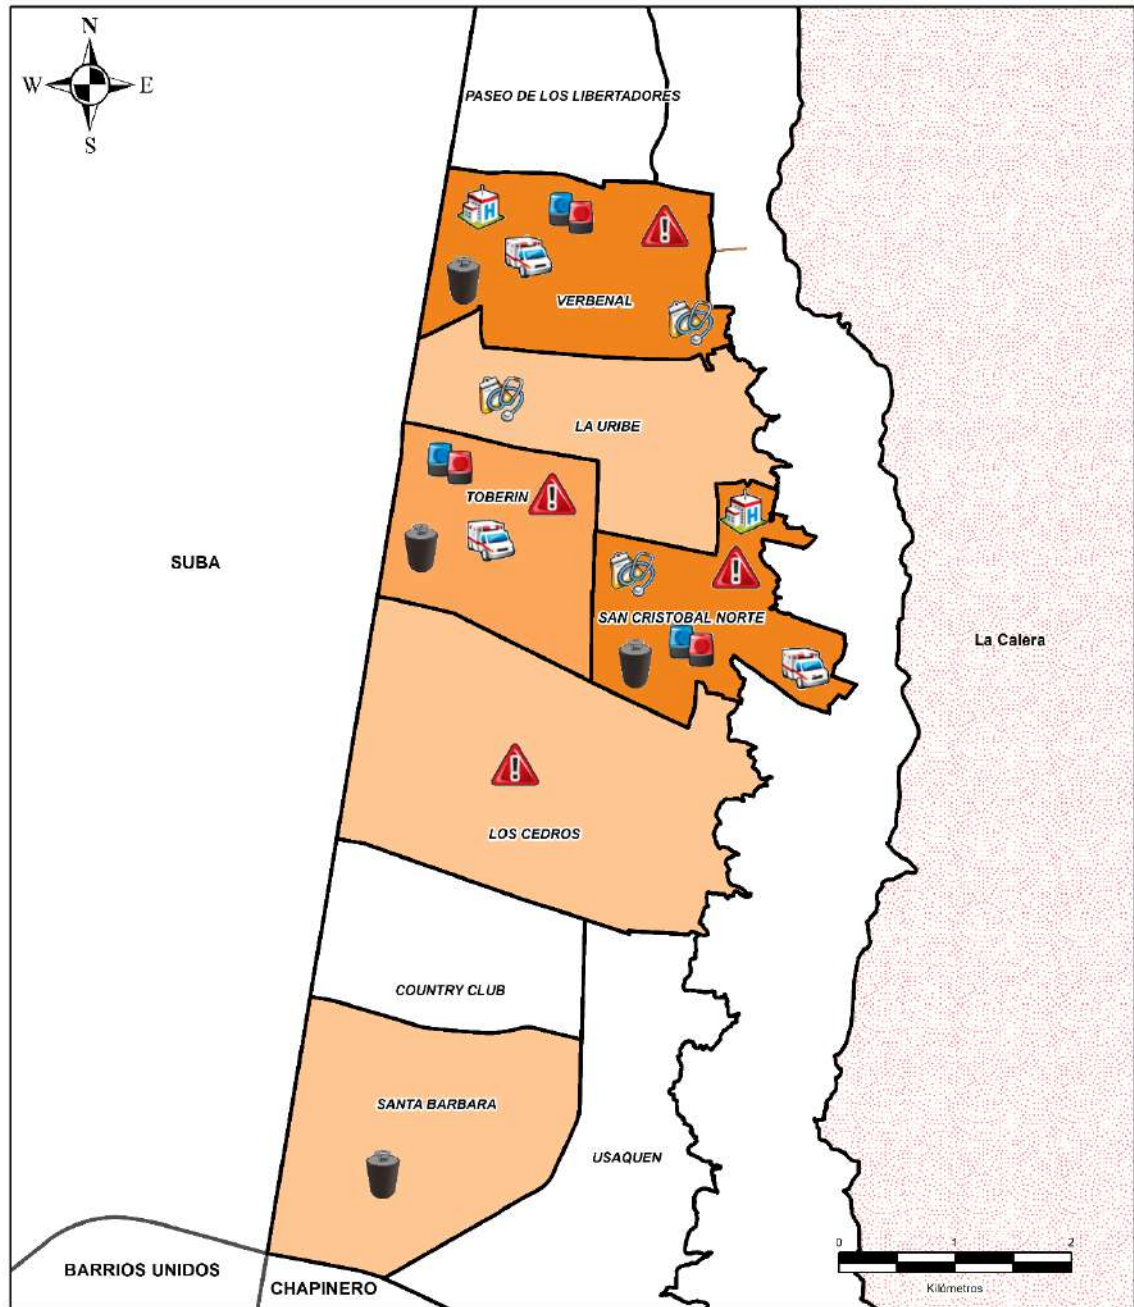 N
W E
S
PASEO DE LOS LIBERTADORES
H
VERBENAL
LA URIBE
TOBERIN
H
SUBA
SAN CRISTOBAL NORTE
La Calera
LOS CEDROS
COUNTRY CLUB
SANTA BARBARA
USAQUEN
0 1 2
BARRIOS UNIDOS
CHAPINERO
Kilómetros